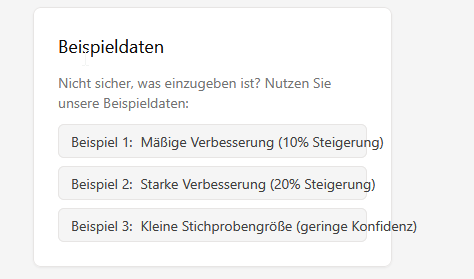 Beispieldaten
Nicht sicher, was einzugeben ist? Nutzen Sie
unsere Beispieldaten:
Beispiel 1: Mäßige Verbesserung (10% Steigerung)
Beispiel 2: Starke Verbesserung (20% Steigerung)
Beispiel 3: Kleine Stichprobengröße (geringe Konfidenz)